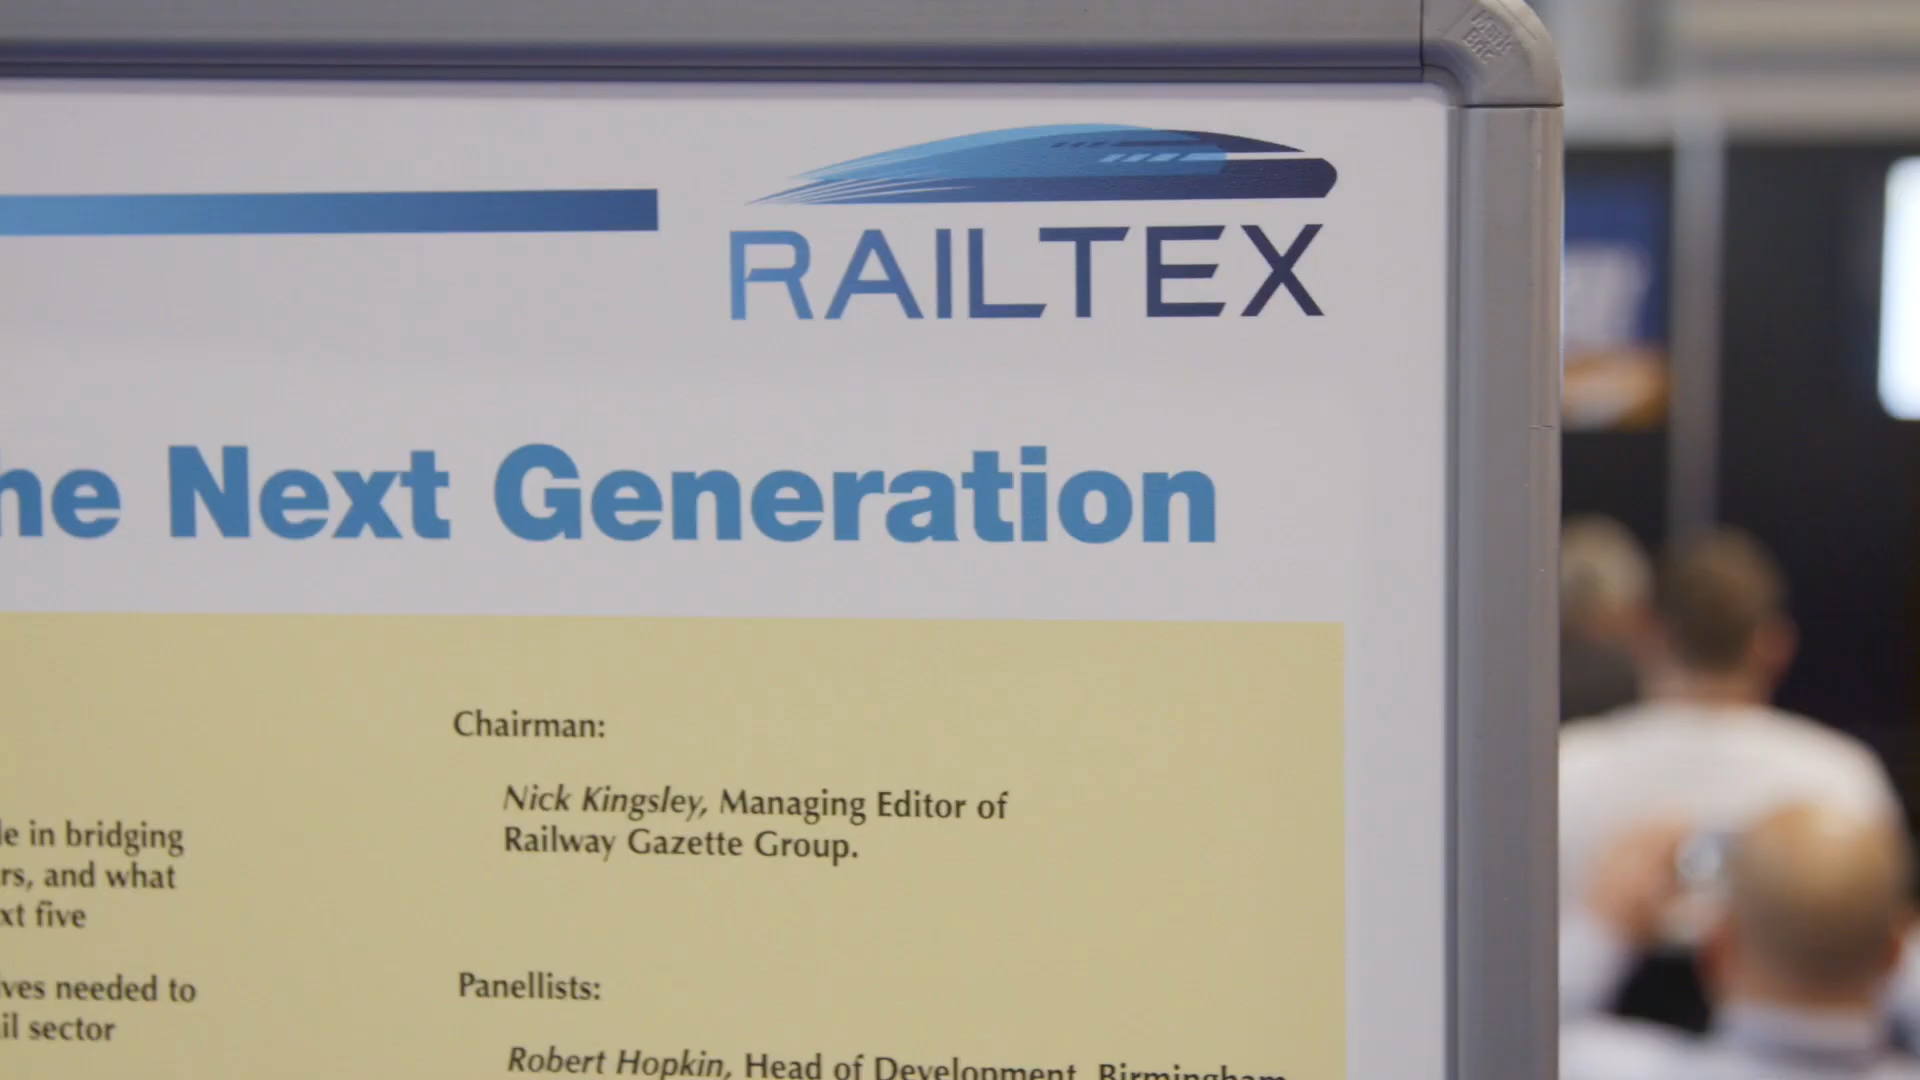 RAILTEX
he Next Generation
Chairman:
Nick Kingsley, Managing Editor of
Railway Gazette Group.
le in bridging
rs, and what
xt five
Panellists:
ves needed to
il sector
Robert Hopkin, Head of Development, Birmingham